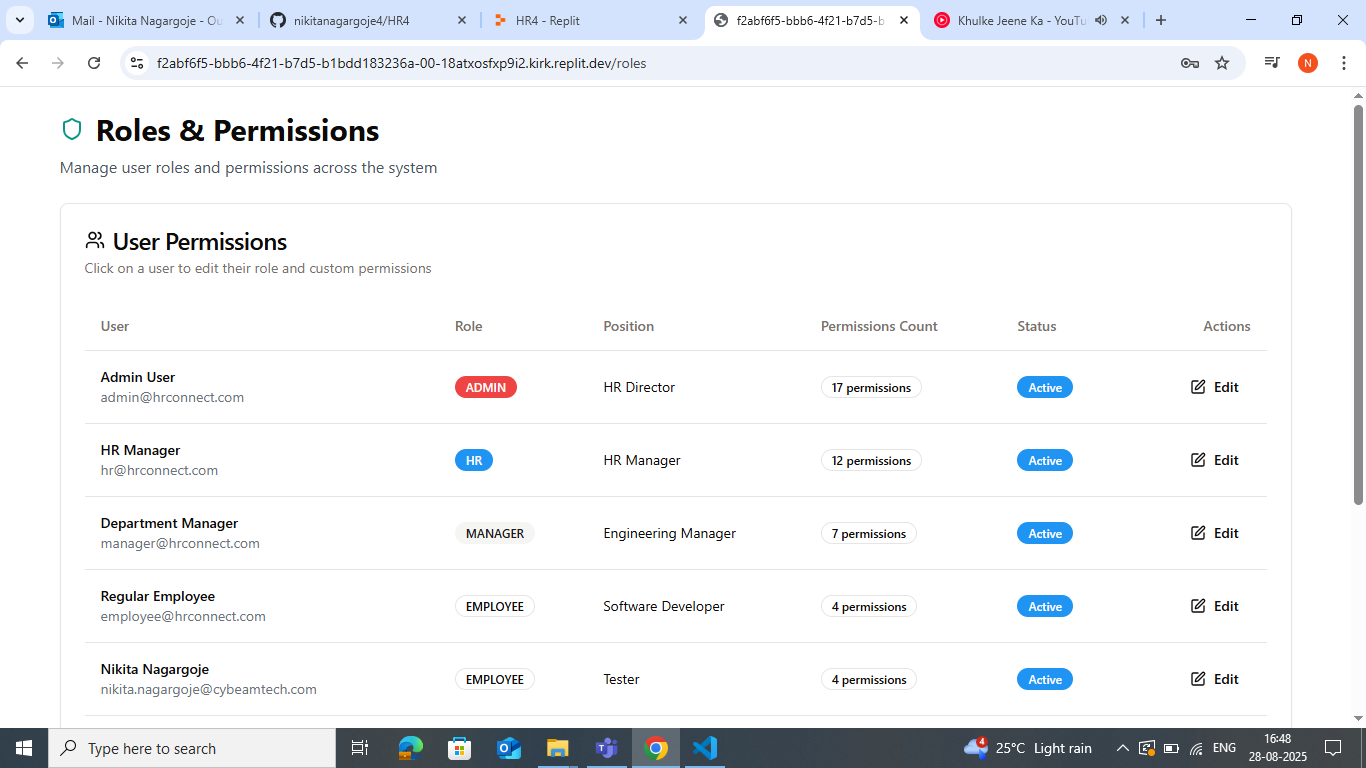 Mail - Nikita Nagargoje - Ou
nikitanagargoje4/HR4
HR4 - Replit
f2abf6f5-bbb6-4f21-b7d5-b
Khulke Jeene Ka - YouTu
f2abf6f5-bbb6-4f21-b7d5-b1bdd183236a-00-18atxosfxp9i2.kirk.replit.dev/roles
N
Roles & Permissions
Manage user roles and permissions across the system
User Permissions
Click on a user to edit their role and custom permissions
User Role Position Permissions Count Status Actions
Admin User
admin@hrconnect.com
ADMIN HR Director 17 permissions Active Edit
HR Manager
hr@hrconnect.com
HR HR Manager 12 permissions Active Edit
Department Manager
manager@hrconnect.com
MANAGER Engineering Manager 7 permissions Active Edit
Regular Employee
employee@hrconnect.com
EMPLOYEE Software Developer 4 permissions Active Edit
Nikita Nagargoje
nikita.nagargoje@cybeamtech.com
EMPLOYEE Tester 4 permissions Active Edit
Type here to search
4
25°C Light rain
ENG
16:48
28-08-2025